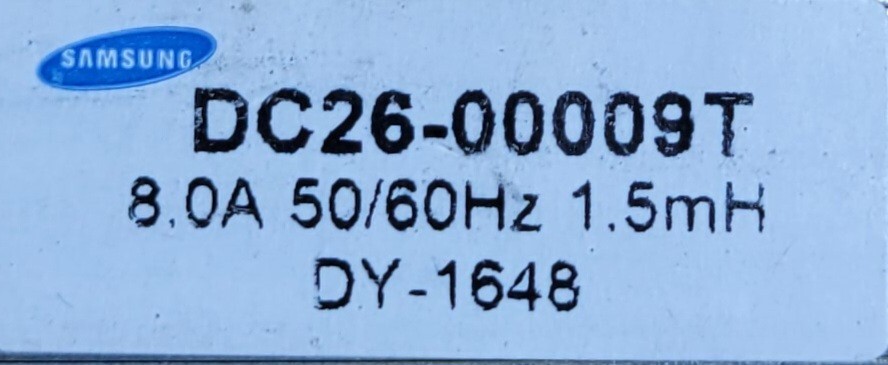 SAMSUNG
DC26-00009T
8.0A 50/60Hz 1.5mH
DY-1648